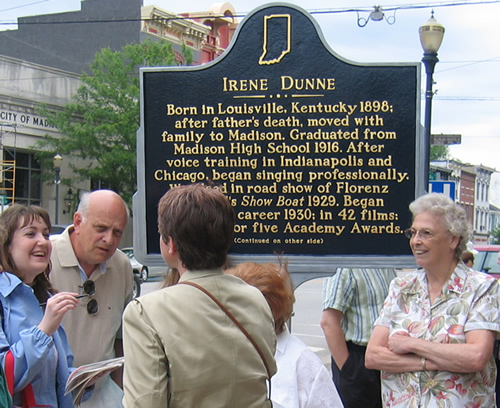 CITY OF MADIS
IRENE DUNNE
Born in Louisville, Kentucky 1898;
after father's death, moved with
family to Madison. Graduated from
Madison High School 1916. After
voice training in Indianapolis and
Chicago, began singing professionally.
in road show of Florenz
's Show Boat 1929. Began
career 1930; in 42 films;
for five Academy Awards.
(Continued on other side)